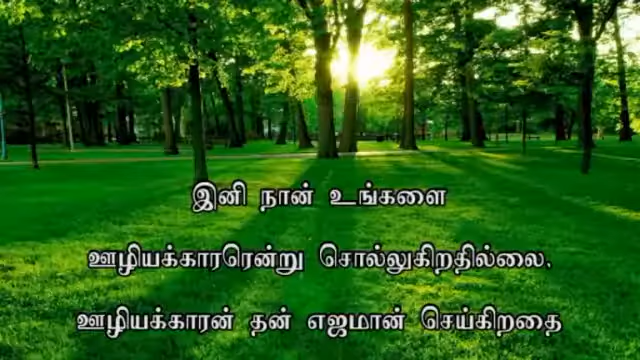 இனி நான் உங்களை
ஊழியக்காரரென்று சொல்லுகிறதில்லை,
ஊழியக்காரன் தன் எஜமான் செய்கிறதை